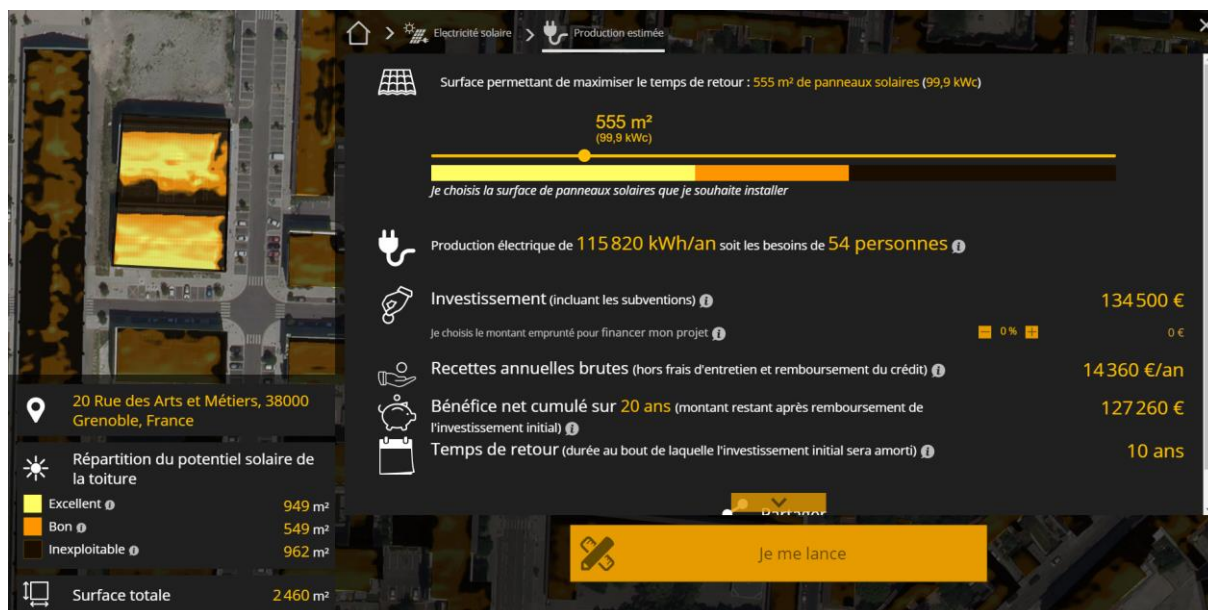 Electricité solaire
Production estimée
Surface permettant de maximiser le temps de retour : 555 m² de panneaux solaires (99,9 kWc)
555 m²
(99,9 kWc)
Je choisis la surface de panneaux solaires que je souhaite installer
Production électrique de 115 820 kWh/an soit les besoins de 54 personnes
Investissement (incluant les subventions) 134 500 €
Je choisis le montant emprunté pour financer mon projet 0 % 0 €
Recettes annuelles brutes (hors frais d'entretien et remboursement du crédit) 14 360 €/an
Bénéfice net cumulé sur 20 ans (montant restant après remboursement de 127 260 €
l'investissement initial)
Temps de retour (durée au bout de laquelle l'investissement initial sera amorti) 10 ans
Partager
Je me lance
20 Rue des Arts et Métiers, 38000
Grenoble, France
Répartition du potentiel solaire de
la toiture
Excellent 949 m²
Bon 549 m²
Inexploitable 962 m²
Surface totale 2 460 m²